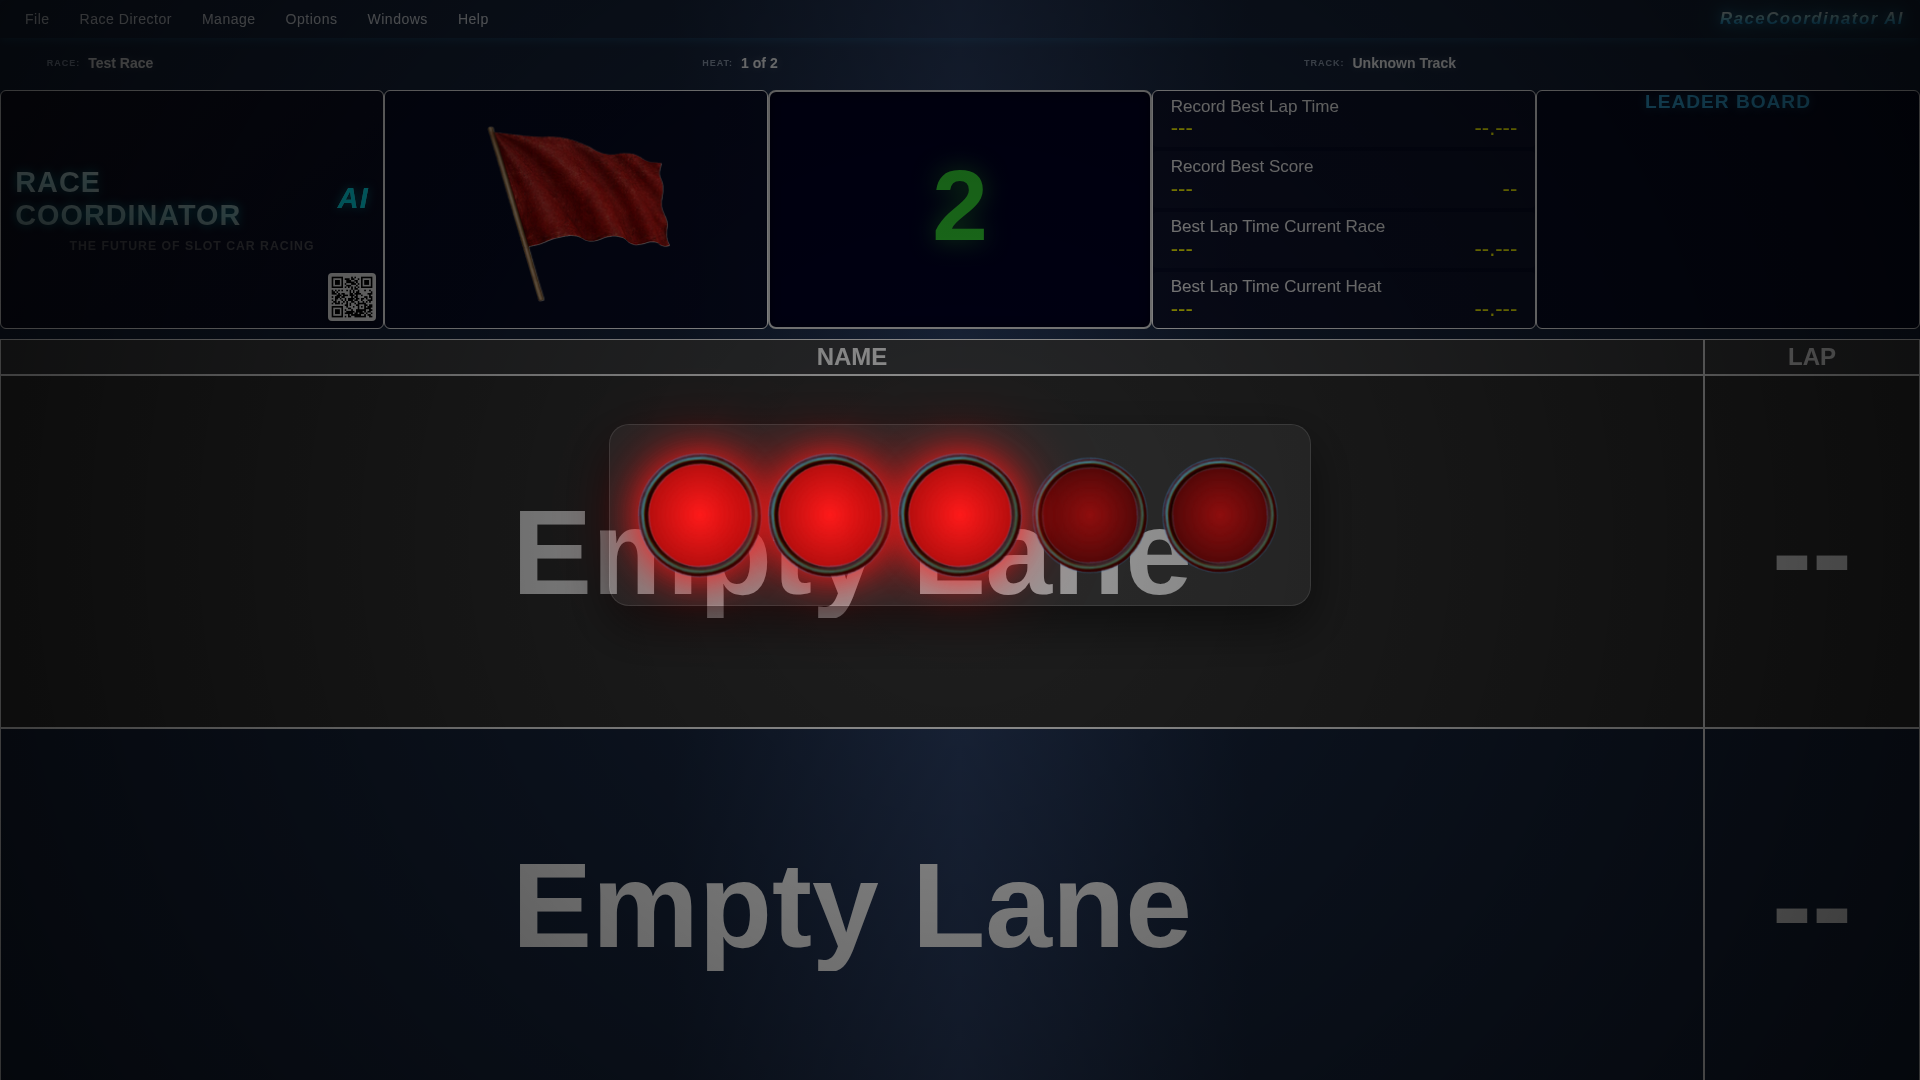 File Race Director Manage Options Windows Help RaceCoordinator AI
RACE: Test Race HEAT: 1 of 2 TRACK: Unknown Track
RACE
COORDINATOR
AI
THE FUTURE OF SLOT CAR RACING
2
Record Best Lap Time
--- --.---
Record Best Score
--- --
Best Lap Time Current Race
--- --.---
Best Lap Time Current Heat
--- --.---
LEADER BOARD
NAME LAP
Empty Lane --
Empty Lane --